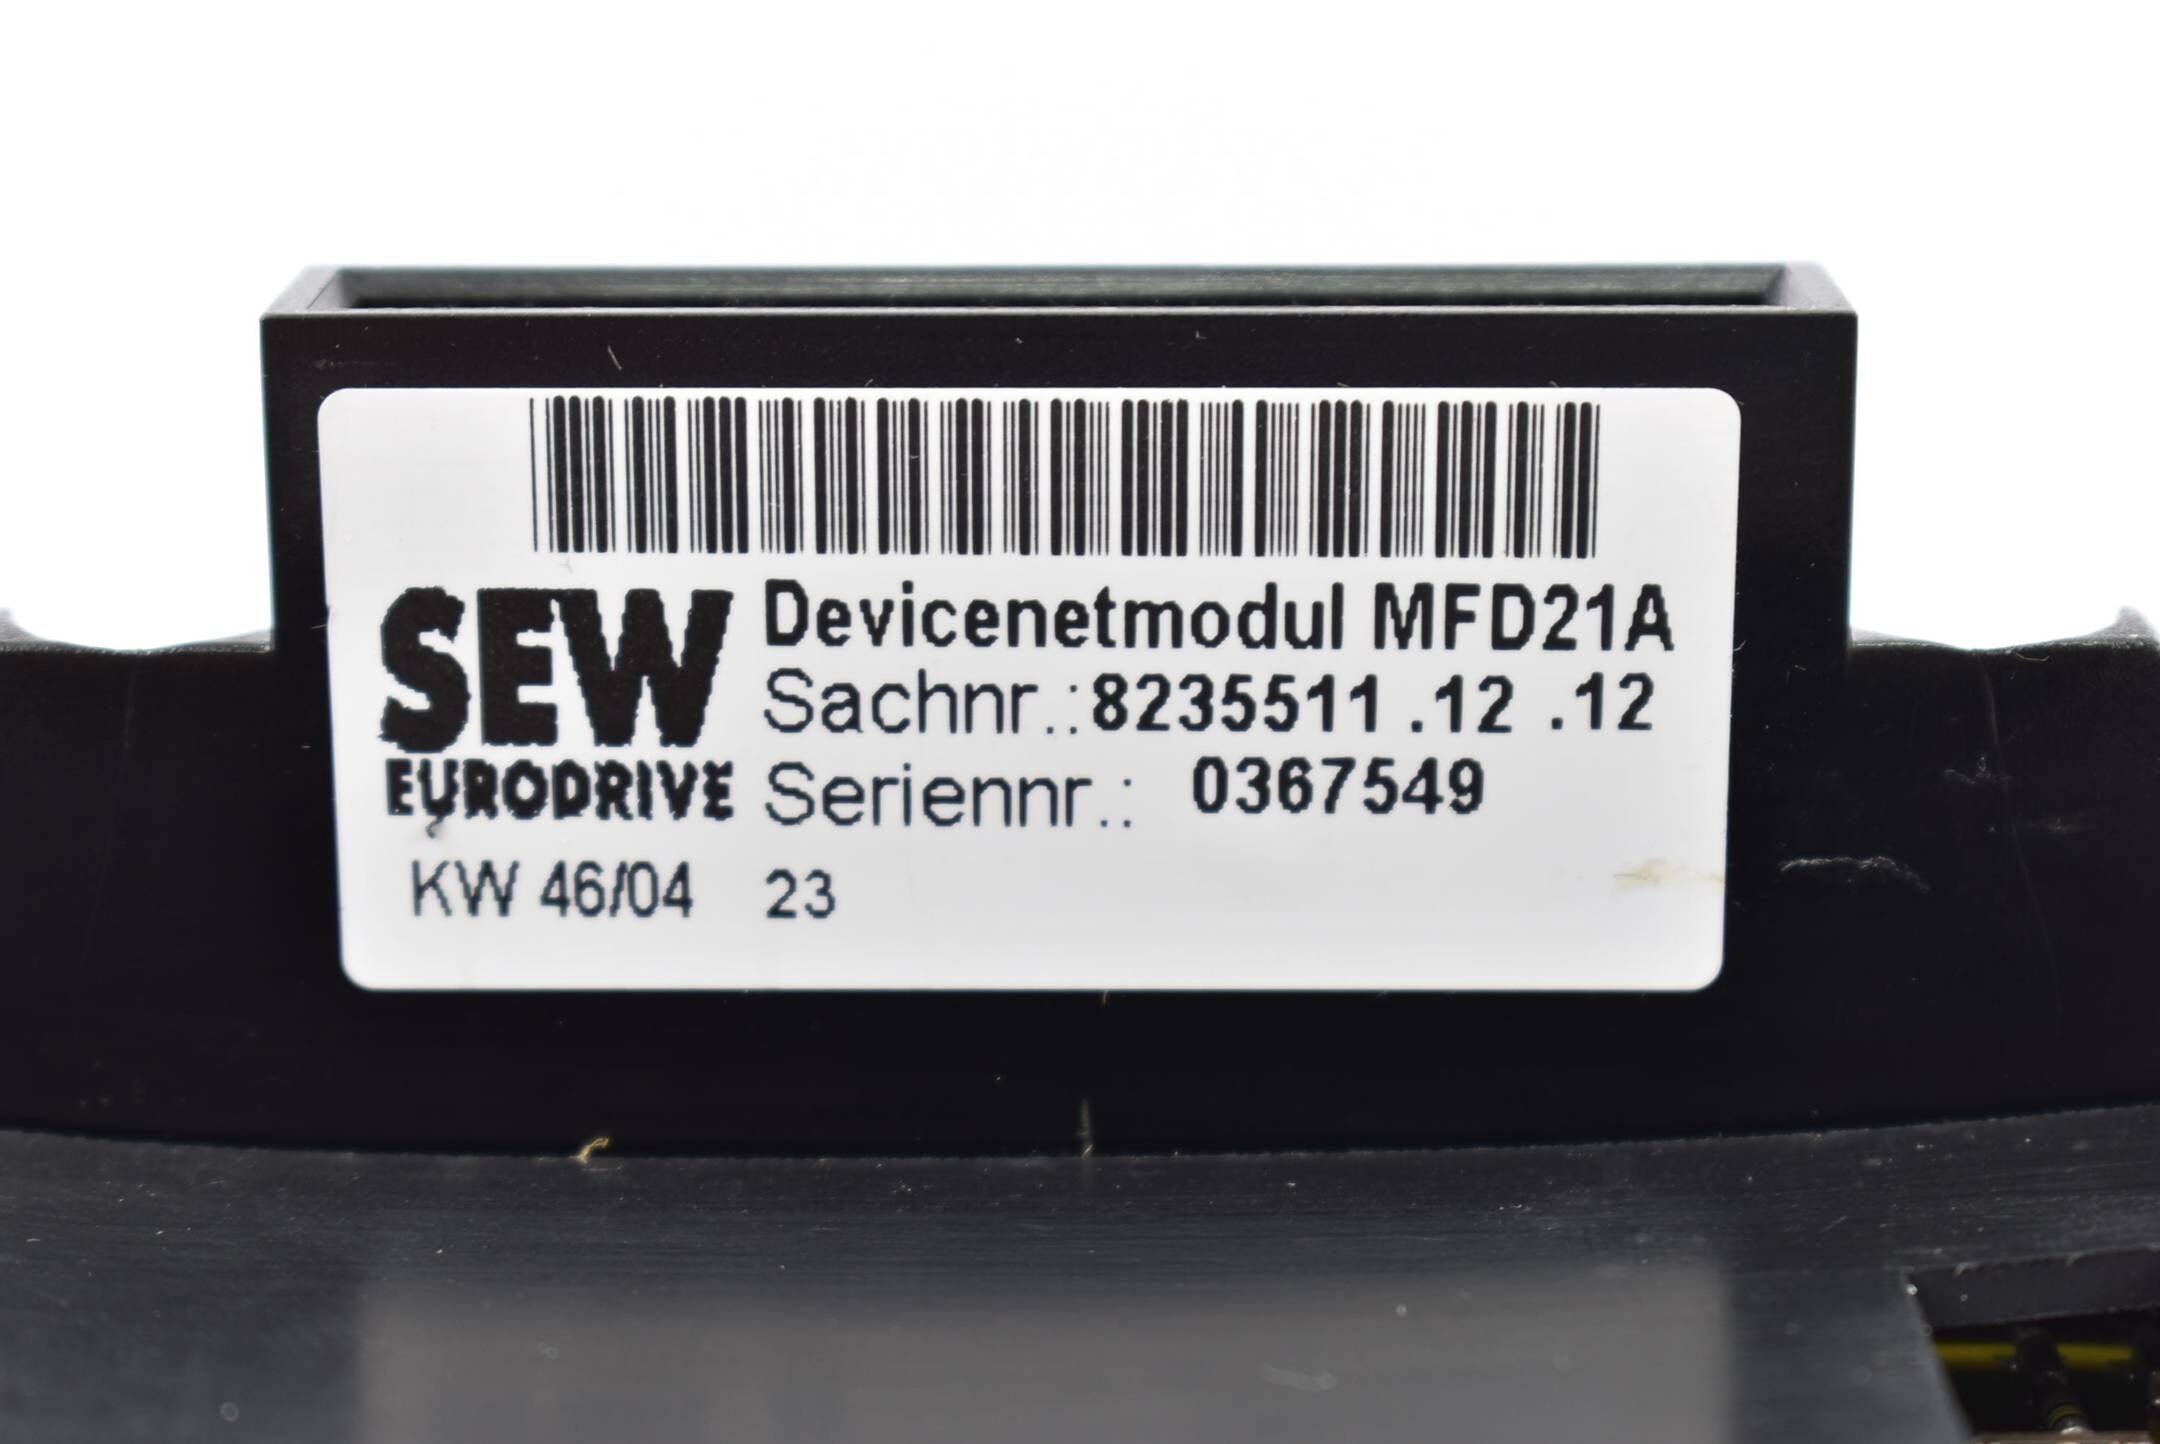 SEW
EURODRIVE
Devicenetmodul MFD21A
Sachnr.:8235511 .12 .12
Seriennr.: 0367549
KW 46/04 23